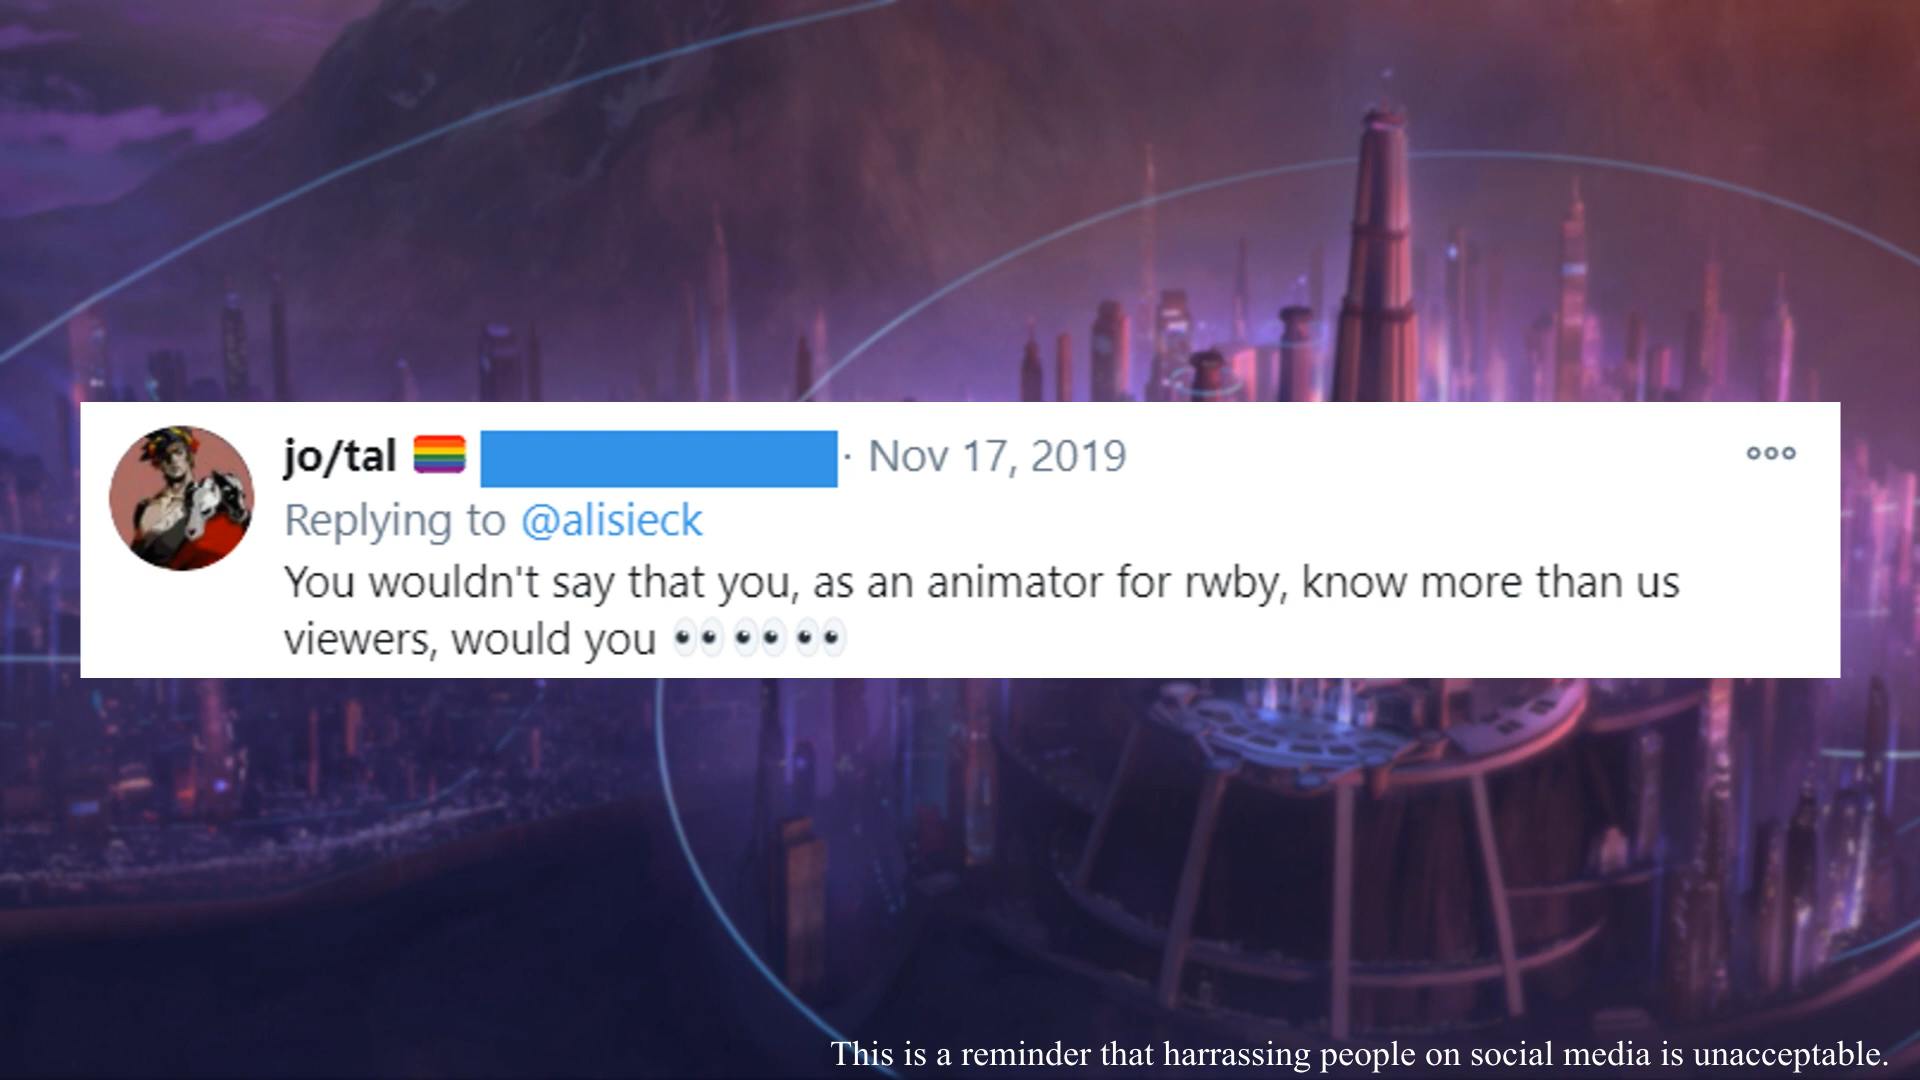 jo/tal 🏳️‍🌈 · Nov 17, 2019
Replying to @alisieck
You wouldn't say that you, as an animator for rwby, know more than us
viewers, would you 👀 👀 👀
This is a reminder that harrassing people on social media is unacceptable.